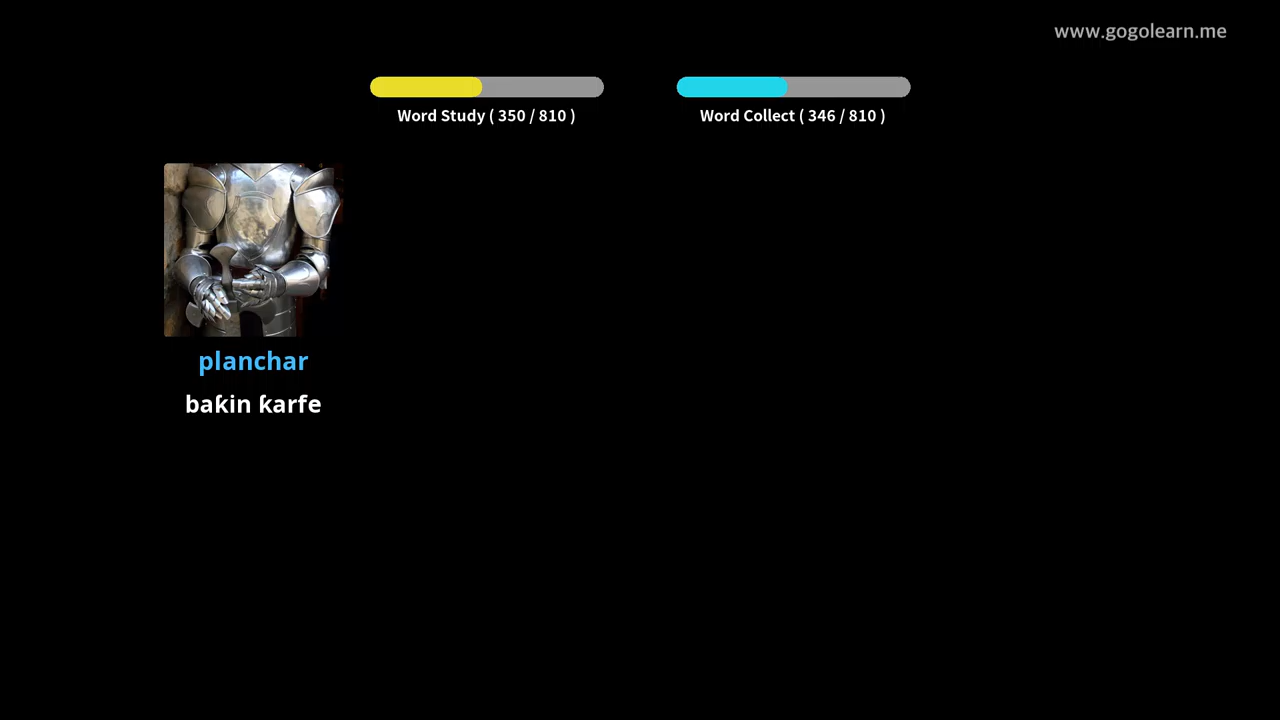 www.gogolearn.me
Word Study ( 350 / 810 )
Word Collect ( 346 / 810 )
planchar
baƙin ƙarfe